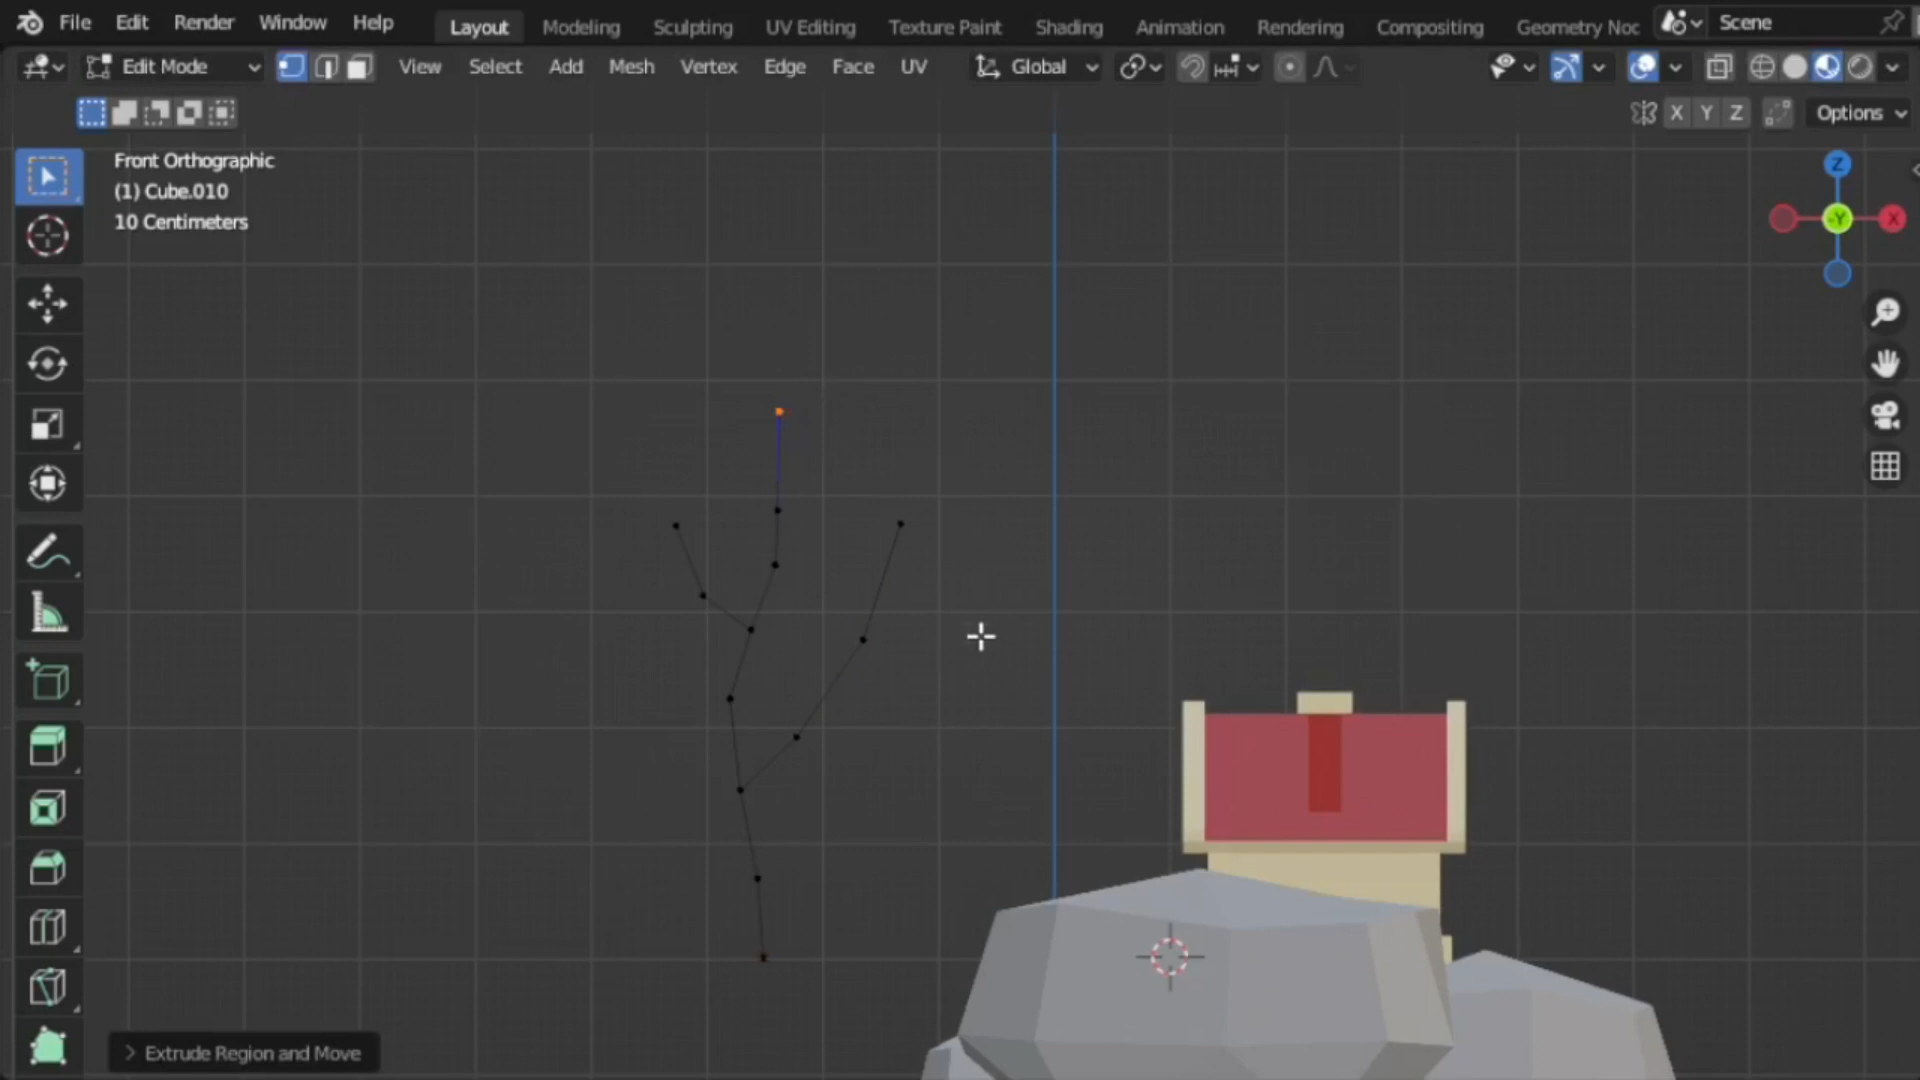 File Edit Render Window Help Layout Modeling Sculpting UV Editing Texture Paint Shading Animation Rendering Compositing Geometry Noc Scene
Edit Mode View Select Add Mesh Vertex Edge Face UV Global
X Y Z Options
Front Orthographic
(1) Cube.010
10 Centimeters
Z
-Y X
Extrude Region and Move